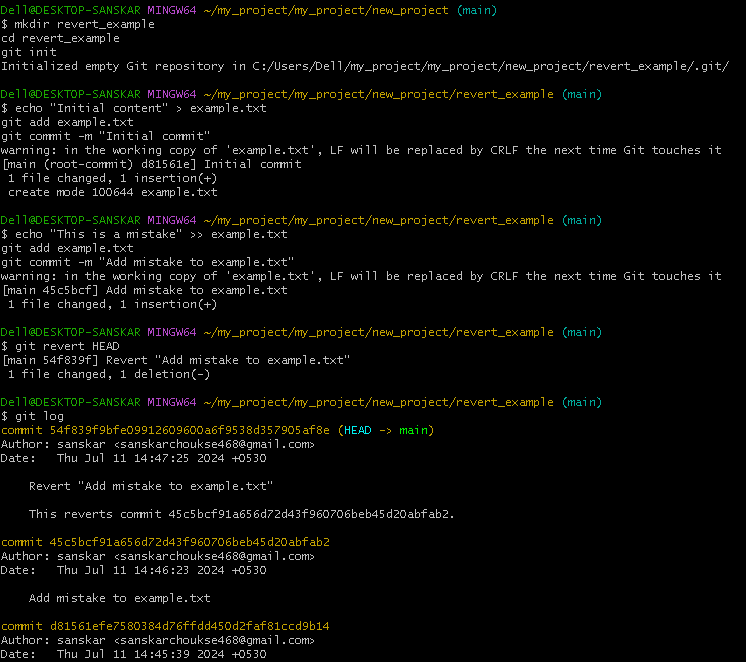 Dell@DESKTOP-SANSKAR MINGW64 ~/my_project/my_project/new_project (main)
$ mkdir revert_example
cd revert_example
git init
Initialized empty Git repository in C:/Users/Dell/my_project/my_project/new_project/revert_example/.git/
Dell@DESKTOP-SANSKAR MINGW64 ~/my_project/my_project/new_project/revert_example (main)
$ echo "Initial content" > example.txt
git add example.txt
git commit -m "Initial commit"
warning: in the working copy of 'example.txt', LF will be replaced by CRLF the next time Git touches it
[main (root-commit) d81561e] Initial commit
 1 file changed, 1 insertion(+)
 create mode 100644 example.txt
Dell@DESKTOP-SANSKAR MINGW64 ~/my_project/my_project/new_project/revert_example (main)
$ echo "This is a mistake" >> example.txt
git add example.txt
git commit -m "Add mistake to example.txt"
warning: in the working copy of 'example.txt', LF will be replaced by CRLF the next time Git touches it
[main 45c5bcf] Add mistake to example.txt
 1 file changed, 1 insertion(+)
Dell@DESKTOP-SANSKAR MINGW64 ~/my_project/my_project/new_project/revert_example (main)
$ git revert HEAD
[main 54f839f] Revert "Add mistake to example.txt"
 1 file changed, 1 deletion(-)
Dell@DESKTOP-SANSKAR MINGW64 ~/my_project/my_project/new_project/revert_example (main)
$ git log
commit 54f839f9bfe09912609600a6f9538d357905af8e (HEAD -> main)
Author: sanskar <sanskarchoukse468@gmail.com>
Date:   Thu Jul 11 14:47:25 2024 +0530
    Revert "Add mistake to example.txt"
    This reverts commit 45c5bcf91a656d72d43f960706beb45d20abfab2.
commit 45c5bcf91a656d72d43f960706beb45d20abfab2
Author: sanskar <sanskarchoukse468@gmail.com>
Date:   Thu Jul 11 14:46:23 2024 +0530
    Add mistake to example.txt
commit d81561efe7580384d76ffdd450d2faf81ccd9b14
Author: sanskar <sanskarchoukse468@gmail.com>
Date:   Thu Jul 11 14:45:39 2024 +0530